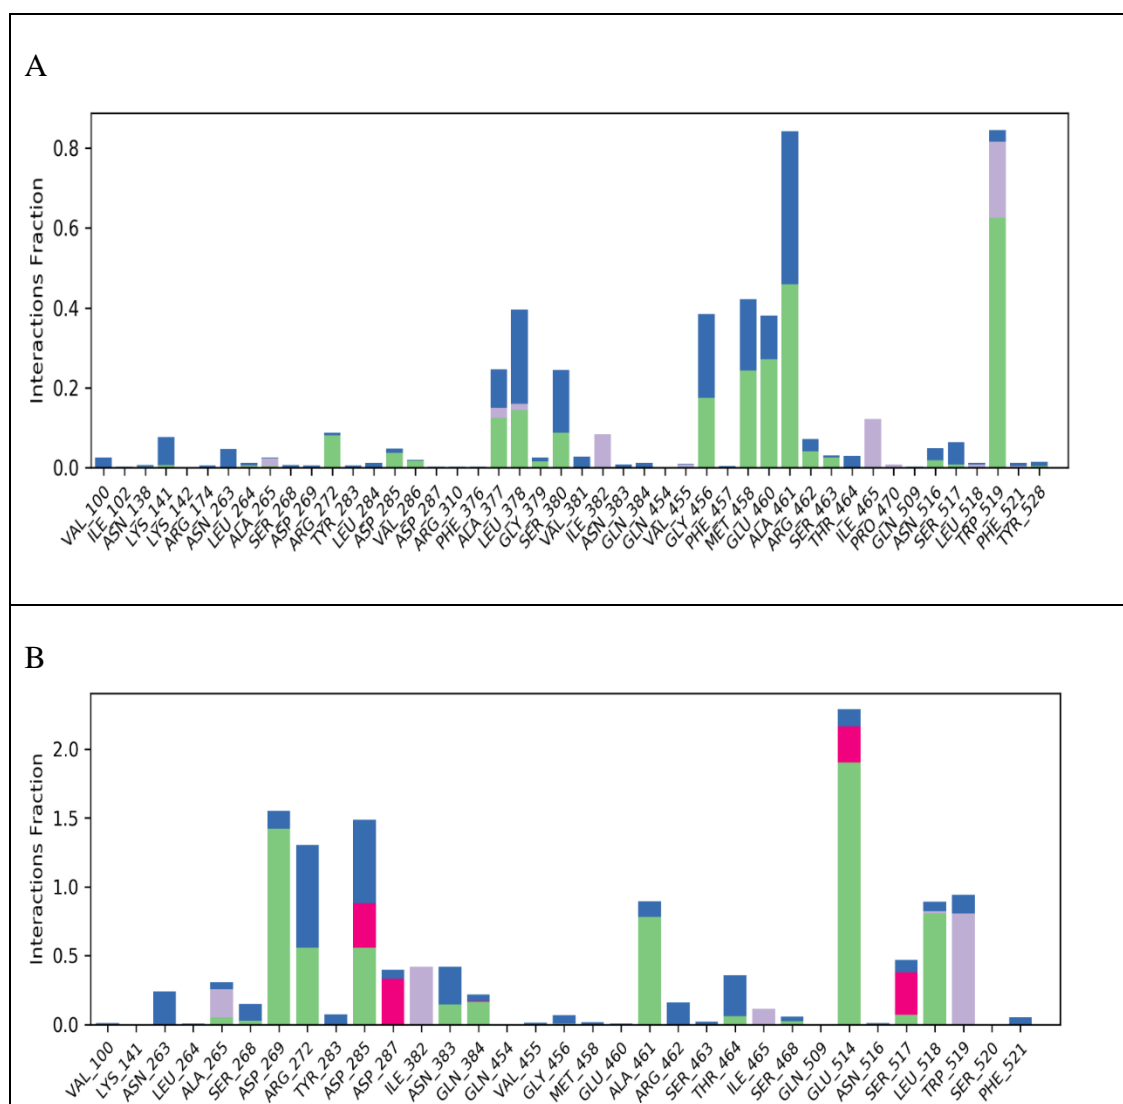 A
Interactions Fraction
0.8
0.6
0.4
0.2
0.0
VAL_100
ILE_102
ASN_138
LYS_141
LYS_142
ARG_174
ASN_263
LEU_264
ALA_265
SER_268
ASP_269
ARG_272
TYR_283
LEU_284
ASP_285
VAL_286
ASP_287
ARG_310
PHE_376
ALA_377
LEU_378
GLY_379
SER_380
VAL_381
ILE_382
ASN_383
GLN_384
GLN_454
VAL_455
GLY_456
PHE_457
MET_458
GLU_460
ALA_461
ARG_462
SER_463
THR_464
ILE_465
PRO_470
GLN_509
ASN_516
SER_517
LEU_518
TRP_519
PHE_521
TYR_528
B
Interactions Fraction
2.0
1.5
1.0
0.5
0.0
VAL_100
LYS_141
ASN_263
LEU_264
ALA_265
SER_268
ASP_269
ARG_272
TYR_283
ASP_285
ASP_287
ILE_382
ASN_383
GLN_384
GLN_454
VAL_455
GLY_456
MET_458
GLU_460
ALA_461
ARG_462
SER_463
THR_464
ILE_465
SER_468
GLN_509
GLU_514
ASN_516
SER_517
LEU_518
TRP_519
SER_520
PHE_521